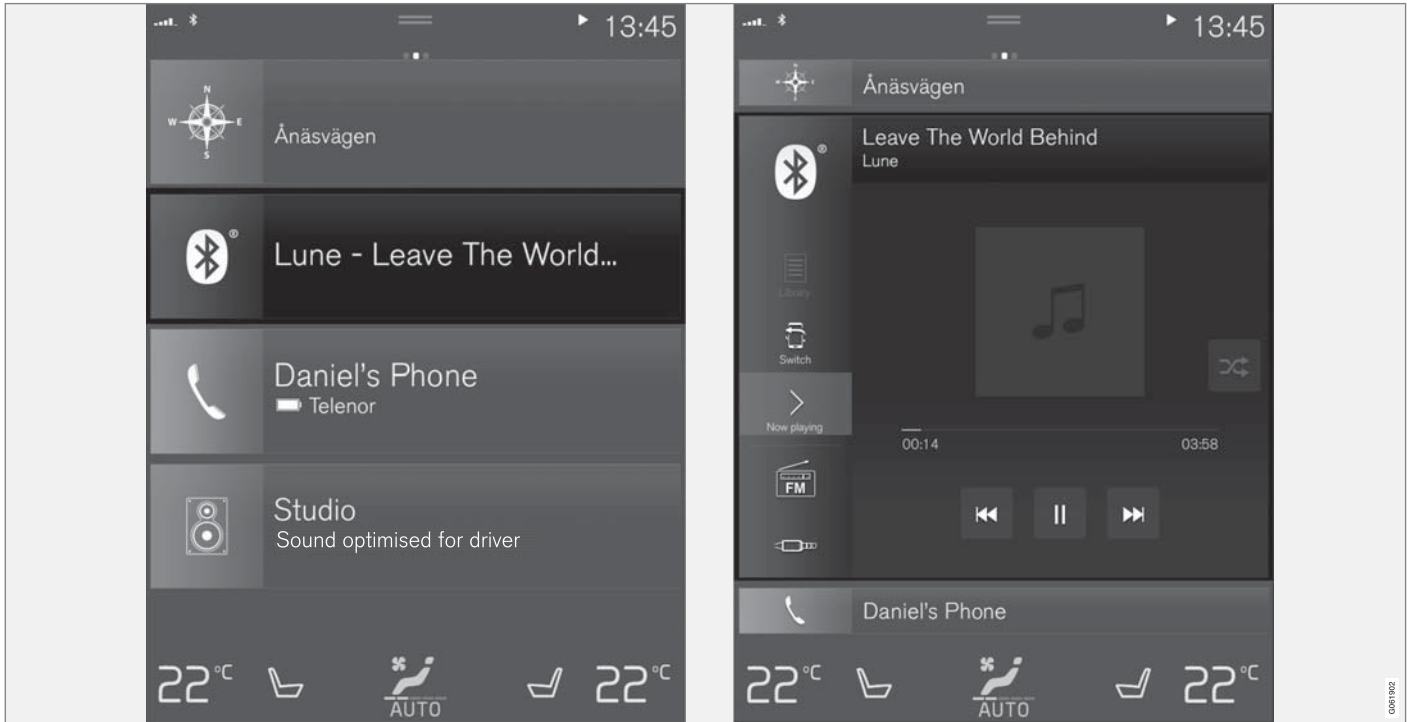 13:45
N
W E
S
Ånäsvägen
®
Lune - Leave The World...
Daniel's Phone
Telenor
Studio
Sound optimised for driver
22°C
AUTO
22°C
13:45
N
Ånäsvägen
®
Leave The World Behind
Lune
Library
Switch
Now playing
00:14
03:58
FM
Daniel's Phone
22°C
AUTO
22°C
G061902